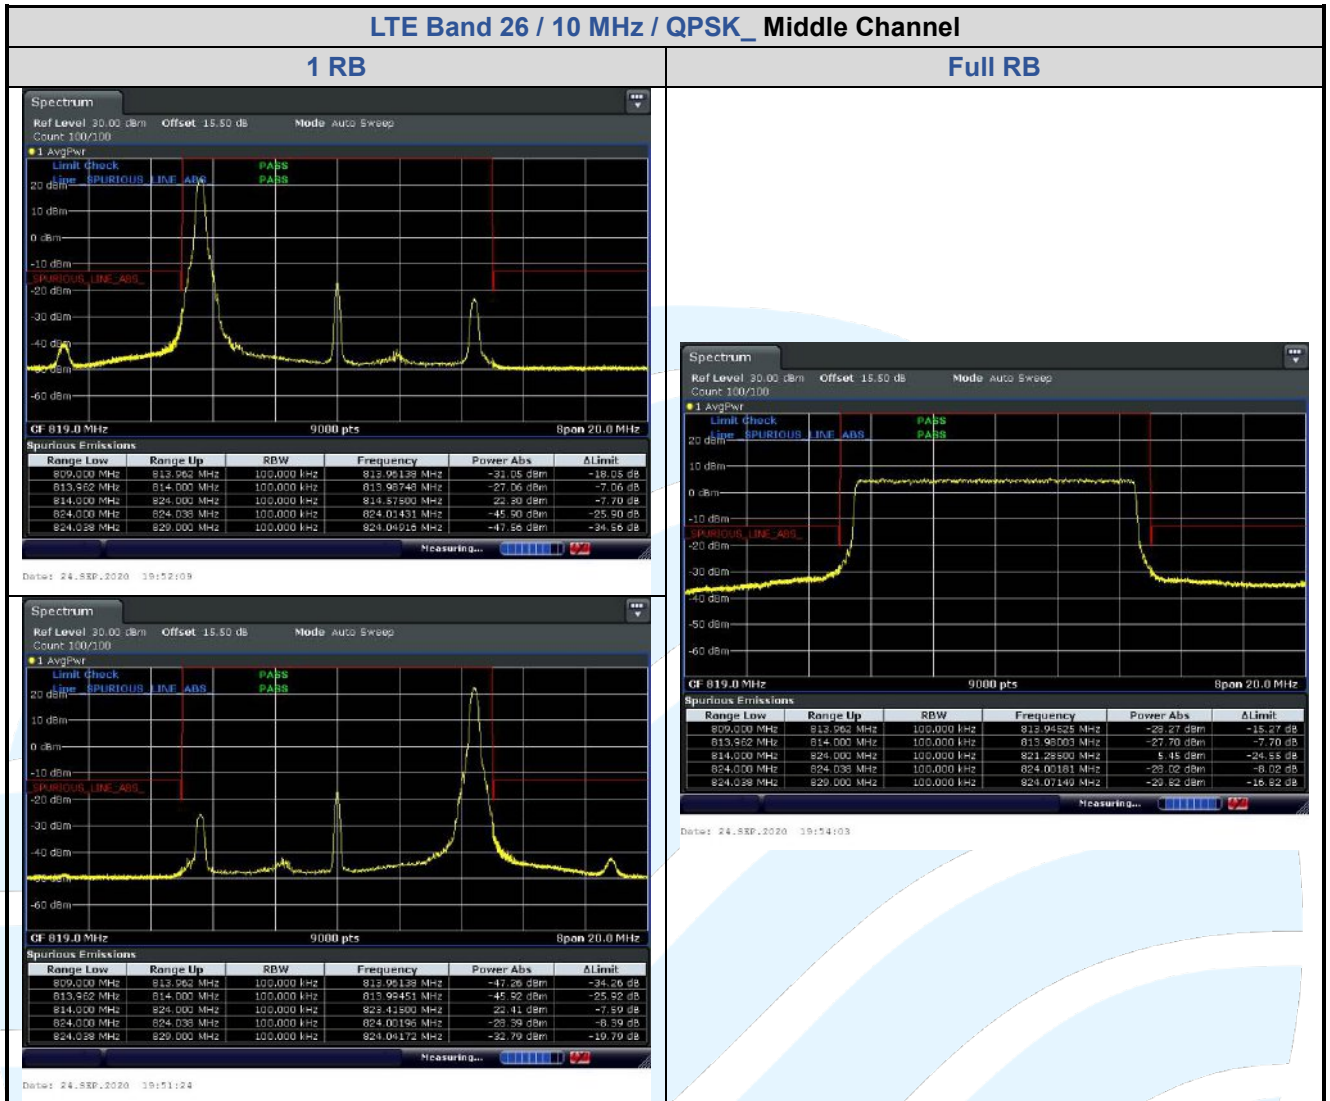 LTE Band 26 / 10 MHz / QPSK_ Middle Channel
1 RB
Full RB
Spectrum
Ref Level 30.00 dBm Offset 15.50 dB Mode Auto Sweep
Count 100/100
1 AvgPwr
Limit Check PASS
Line _SPURIOUS_LINE_ABS_ PASS
20 dBm
10 dBm
0 dBm
-10 dBm
_SPURIOUS_LINE_ABS_
-20 dBm
-30 dBm
-40 dBm
-50 dBm
-60 dBm
CF 819.0 MHz 9000 pts Span 20.0 MHz
Spurious Emissions
Range Low Range Up RBW Frequency Power Abs ΔLimit
809.000 MHz 813.962 MHz 100.000 kHz 813.96138 MHz -31.05 dBm -18.05 dB
813.962 MHz 814.000 MHz 100.000 kHz 813.98748 MHz -27.06 dBm -7.06 dB
814.000 MHz 824.000 MHz 100.000 kHz 814.57500 MHz 22.30 dBm -7.70 dB
824.000 MHz 824.038 MHz 100.000 kHz 824.01431 MHz -45.90 dBm -25.90 dB
824.038 MHz 829.000 MHz 100.000 kHz 824.04916 MHz -47.56 dBm -34.56 dB
Measuring...
Date: 24.SEP.2020 19:52:09
Spectrum
Ref Level 30.00 dBm Offset 15.50 dB Mode Auto Sweep
Count 100/100
1 AvgPwr
Limit Check PASS
Line _SPURIOUS_LINE_ABS_ PASS
20 dBm
10 dBm
0 dBm
-10 dBm
_SPURIOUS_LINE_ABS_
-20 dBm
-30 dBm
-40 dBm
-50 dBm
-60 dBm
CF 819.0 MHz 9000 pts Span 20.0 MHz
Spurious Emissions
Range Low Range Up RBW Frequency Power Abs ΔLimit
809.000 MHz 813.962 MHz 100.000 kHz 813.96138 MHz -47.26 dBm -34.26 dB
813.962 MHz 814.000 MHz 100.000 kHz 813.99451 MHz -45.92 dBm -25.92 dB
814.000 MHz 824.000 MHz 100.000 kHz 823.41500 MHz 22.41 dBm -7.59 dB
824.000 MHz 824.038 MHz 100.000 kHz 824.00196 MHz -28.39 dBm -8.39 dB
824.038 MHz 829.000 MHz 100.000 kHz 824.04172 MHz -32.79 dBm -19.79 dB
Measuring...
Date: 24.SEP.2020 19:51:24
Spectrum
Ref Level 30.00 dBm Offset 15.50 dB Mode Auto Sweep
Count 100/100
1 AvgPwr
Limit Check PASS
Line _SPURIOUS_LINE_ABS_ PASS
20 dBm
10 dBm
0 dBm
-10 dBm
_SPURIOUS_LINE_ABS_
-20 dBm
-30 dBm
-40 dBm
-50 dBm
-60 dBm
CF 819.0 MHz 9000 pts Span 20.0 MHz
Spurious Emissions
Range Low Range Up RBW Frequency Power Abs ΔLimit
809.000 MHz 813.962 MHz 100.000 kHz 813.94525 MHz -28.27 dBm -15.27 dB
813.962 MHz 814.000 MHz 100.000 kHz 813.98003 MHz -27.70 dBm -7.70 dB
814.000 MHz 824.000 MHz 100.000 kHz 821.28500 MHz 5.45 dBm -24.55 dB
824.000 MHz 824.038 MHz 100.000 kHz 824.00181 MHz -28.02 dBm -8.02 dB
824.038 MHz 829.000 MHz 100.000 kHz 824.07149 MHz -29.82 dBm -16.82 dB
Measuring...
Date: 24.SEP.2020 19:54:03